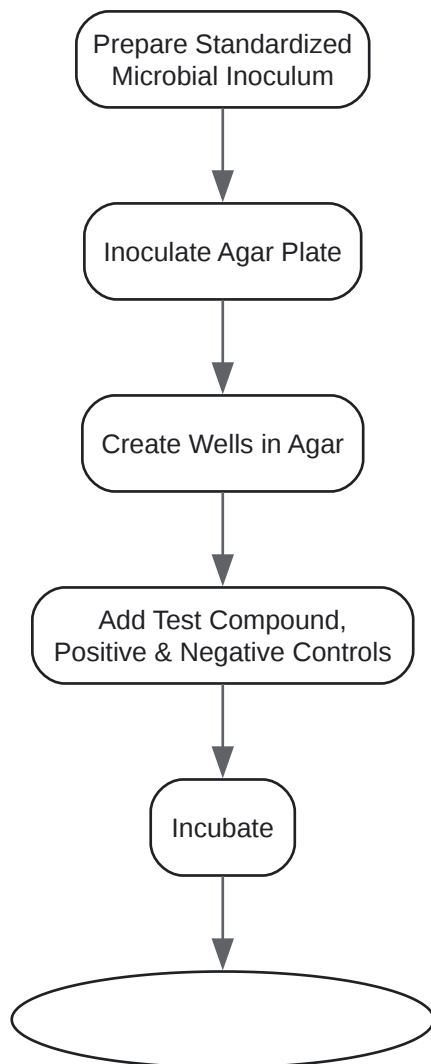 Prepare Standardized
Microbial Inoculum
Inoculate Agar Plate
Create Wells in Agar
Add Test Compound,
Positive & Negative Controls
Incubate